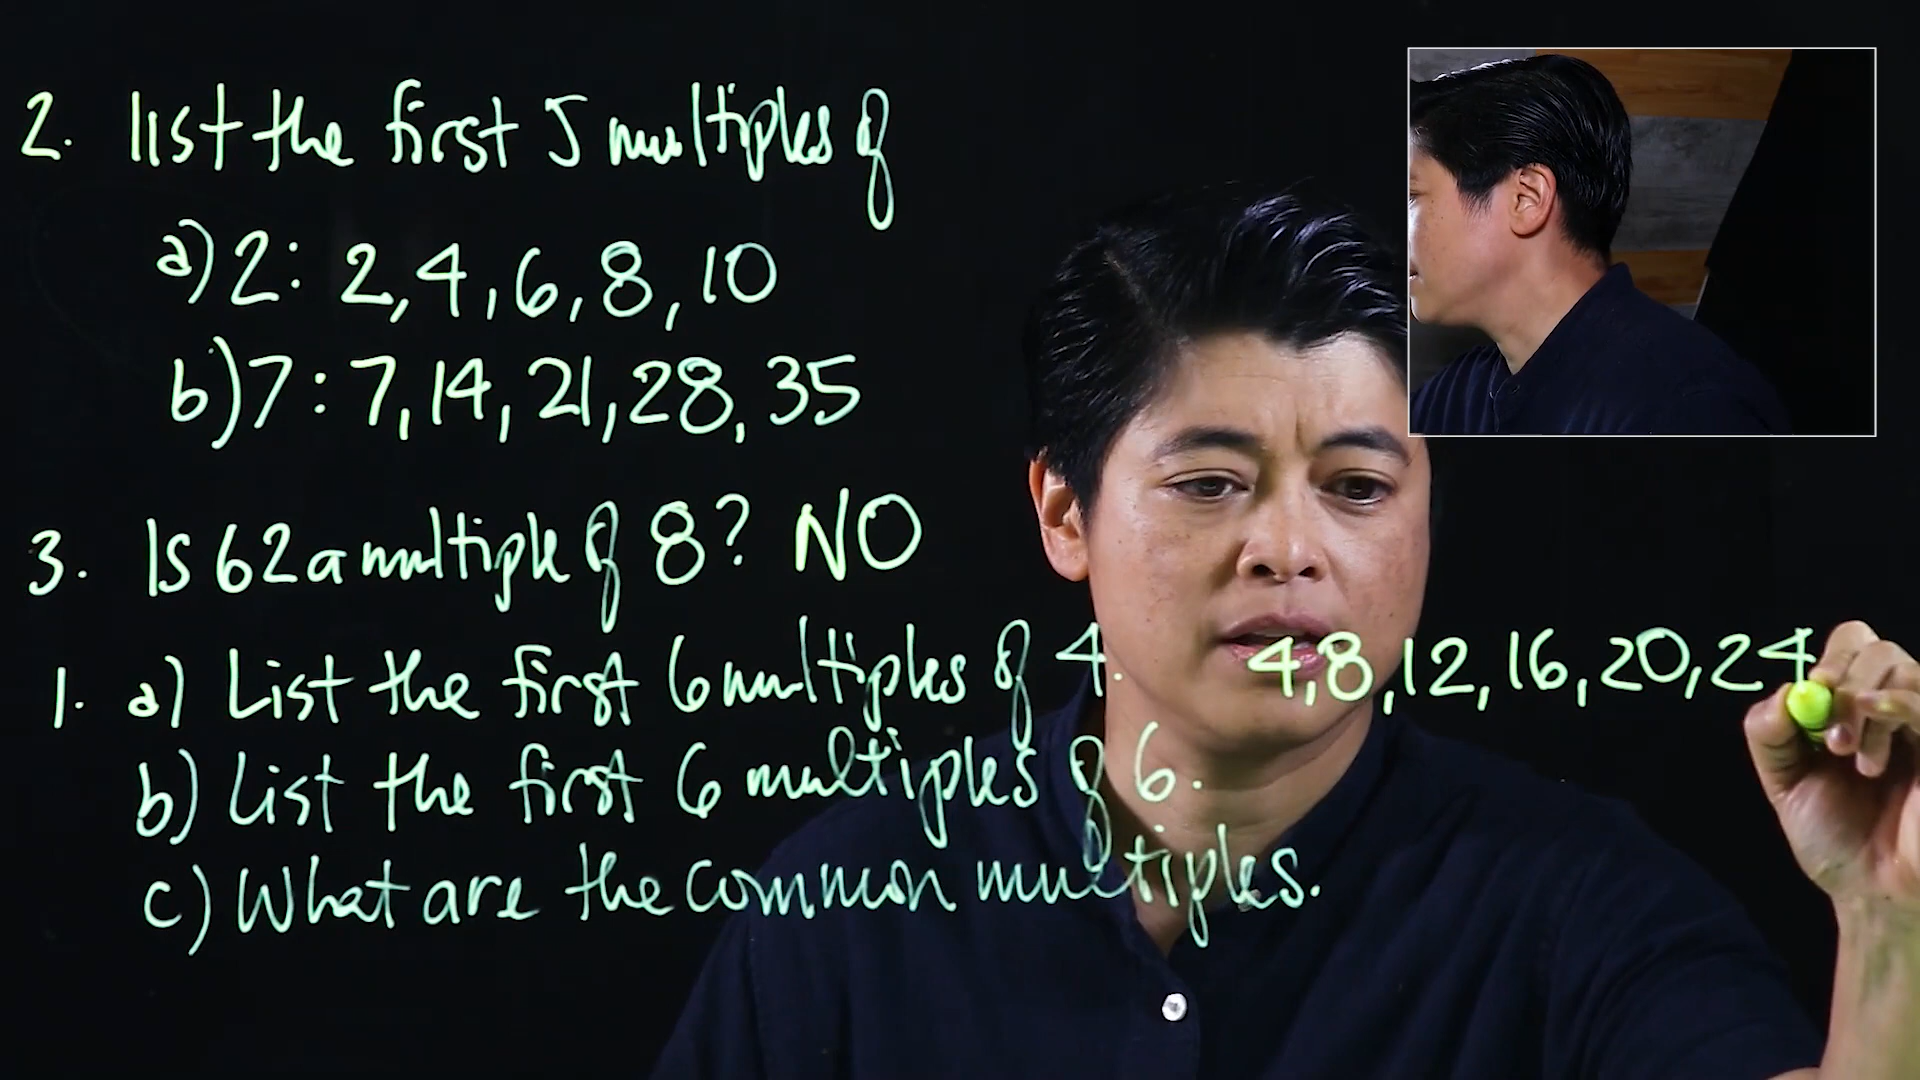 2. list the first 5 multiples of
a) 2: 2, 4, 6, 8, 10
b) 7: 7, 14, 21, 28, 35
3. Is 62 a multiple of 8? NO
1. a) List the first 6 multiples of 4. 4, 8, 12, 16, 20, 24
b) List the first 6 multiples of 6.
c) What are the common multiples.